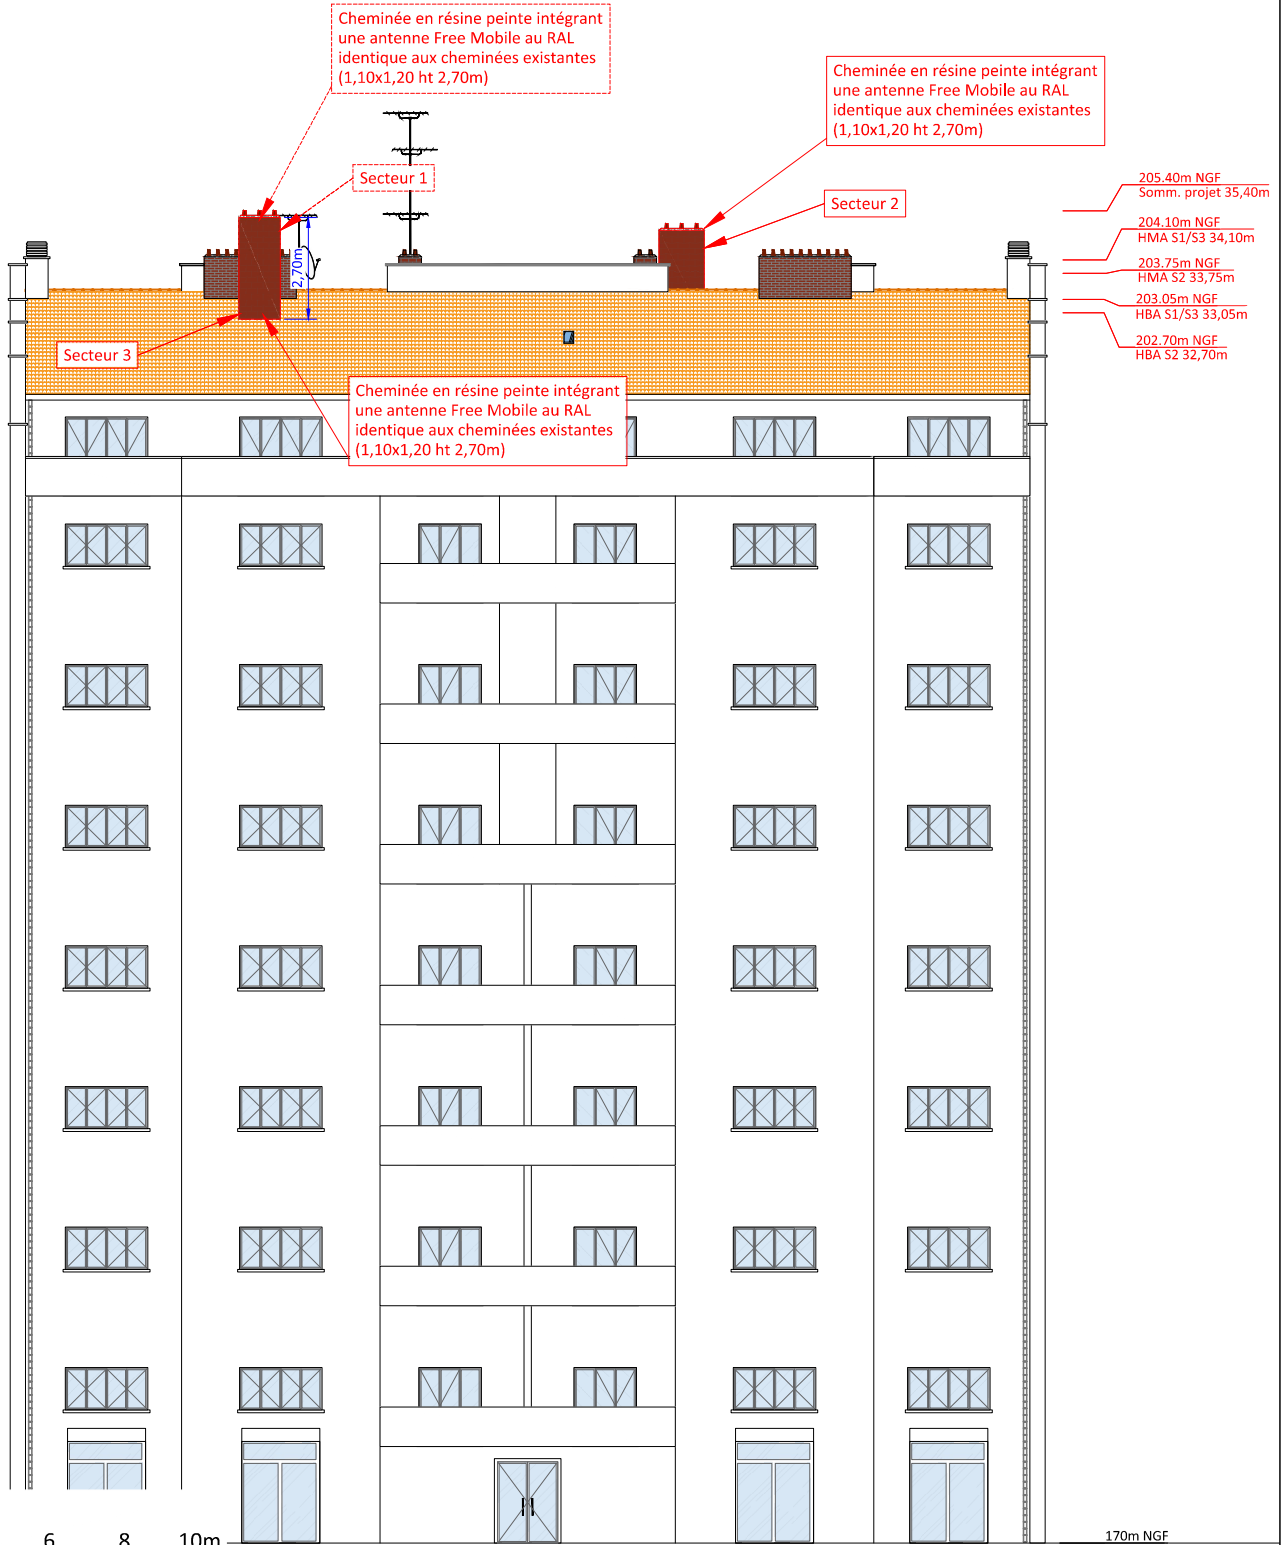 Cheminée en résine peinte intégrant
une antenne Free Mobile au RAL
identique aux cheminées existantes
(1,10x1,20 ht 2,70m)
Cheminée en résine peinte intégrant
une antenne Free Mobile au RAL
identique aux cheminées existantes
(1,10x1,20 ht 2,70m)
Secteur 1
Secteur 2
205.40m NGF
Somm. projet 35,40m
204.10m NGF
HMA S1/S3 34,10m
203.75m NGF
HMA S2 33,75m
203.05m NGF
HBA S1/S3 33,05m
202.70m NGF
HBA S2 32,70m
2,70m
Secteur 3
Cheminée en résine peinte intégrant
une antenne Free Mobile au RAL
identique aux cheminées existantes
(1,10x1,20 ht 2,70m)
6 8 10m
170m NGF